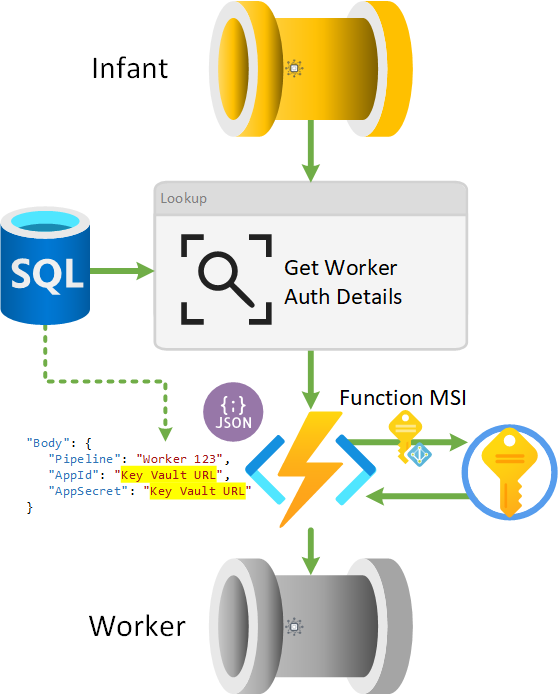 Infant
Lookup
Get Worker
Auth Details
SQL
{;}
JSON
Function MSI
"Body": {
"Pipeline": "Worker 123",
"AppId": "Key Vault URL",
"AppSecret": "Key Vault URL"
}
Worker